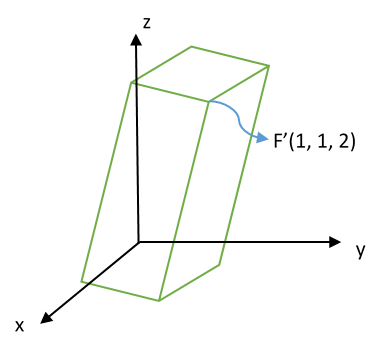 z
F’(1, 1, 2)
y
x